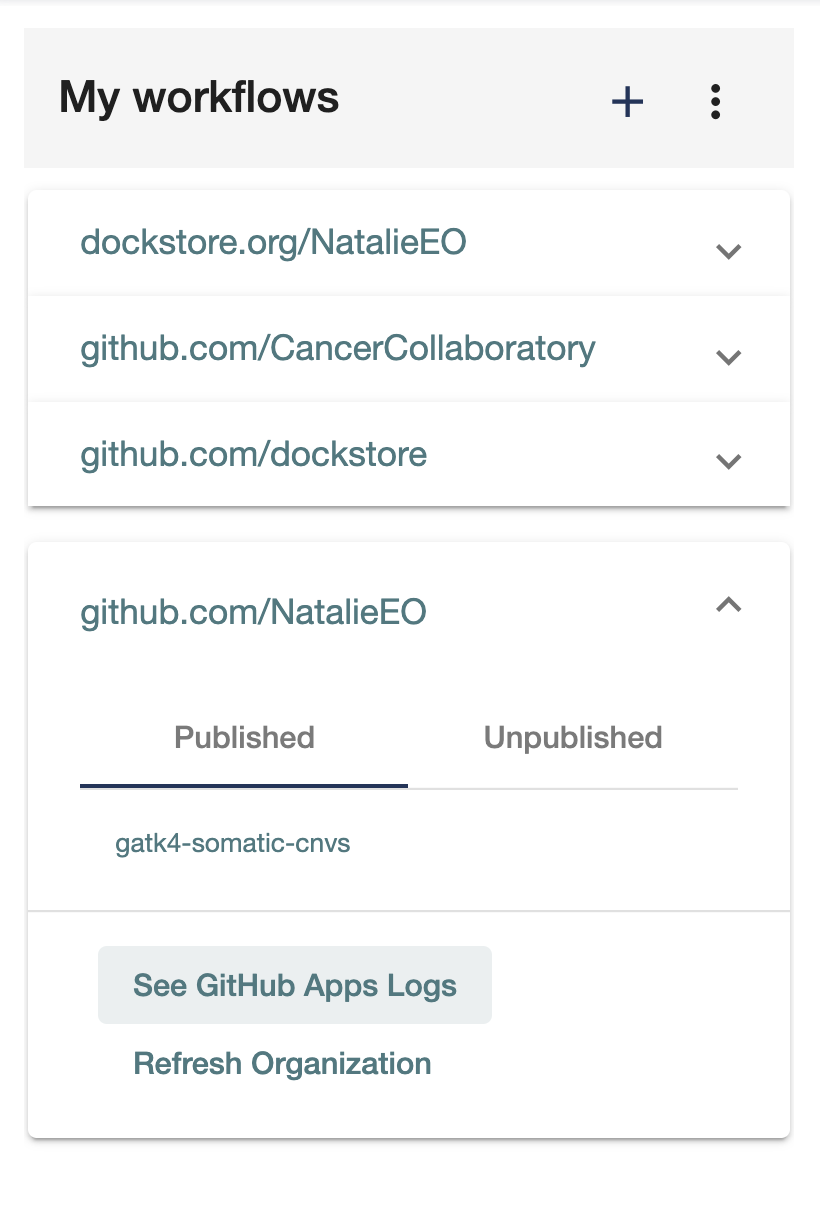 My workflows
dockstore.org/NatalieEO
github.com/CancerCollaboratory
github.com/dockstore
github.com/NatalieEO
Published Unpublished
gatk4-somatic-cnvs
See GitHub Apps Logs
Refresh Organization